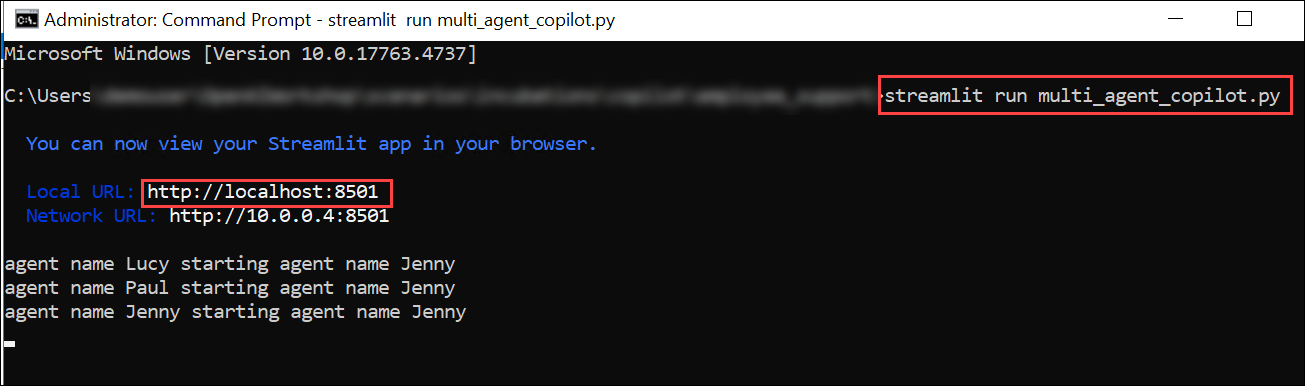 Administrator: Command Prompt - streamlit  run multi_agent_copilot.py
Microsoft Windows [Version 10.0.17763.4737]
C:\Users >streamlit run multi_agent_copilot.py
You can now view your Streamlit app in your browser.
Local URL: http://localhost:8501
Network URL: http://10.0.0.4:8501
agent name Lucy starting agent name Jenny
agent name Paul starting agent name Jenny
agent name Jenny starting agent name Jenny